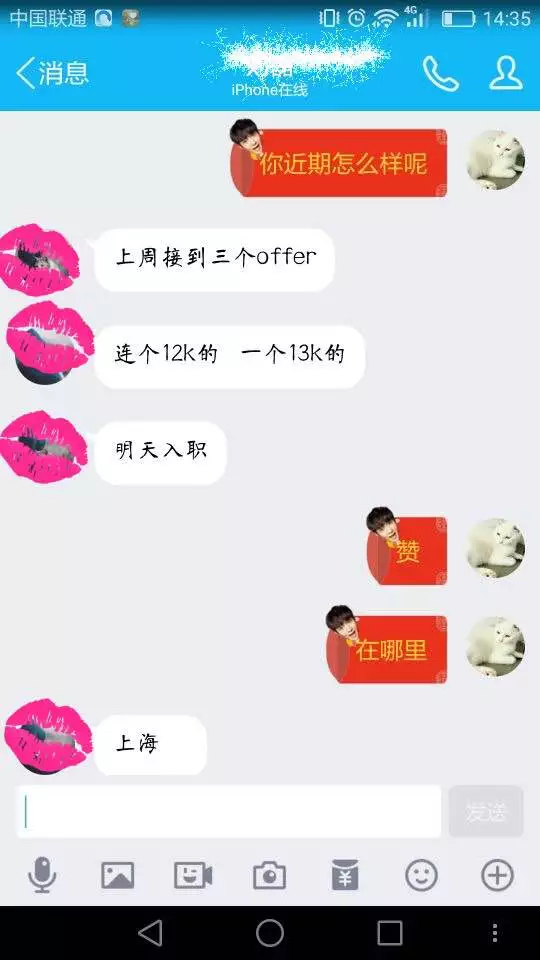 中国联通
4G
14:35
消息
iPhone在线
你近期怎么样呢
上周接到三个offer
连个12k的 一个13k的
明天入职
赞
在哪里
上海
发送